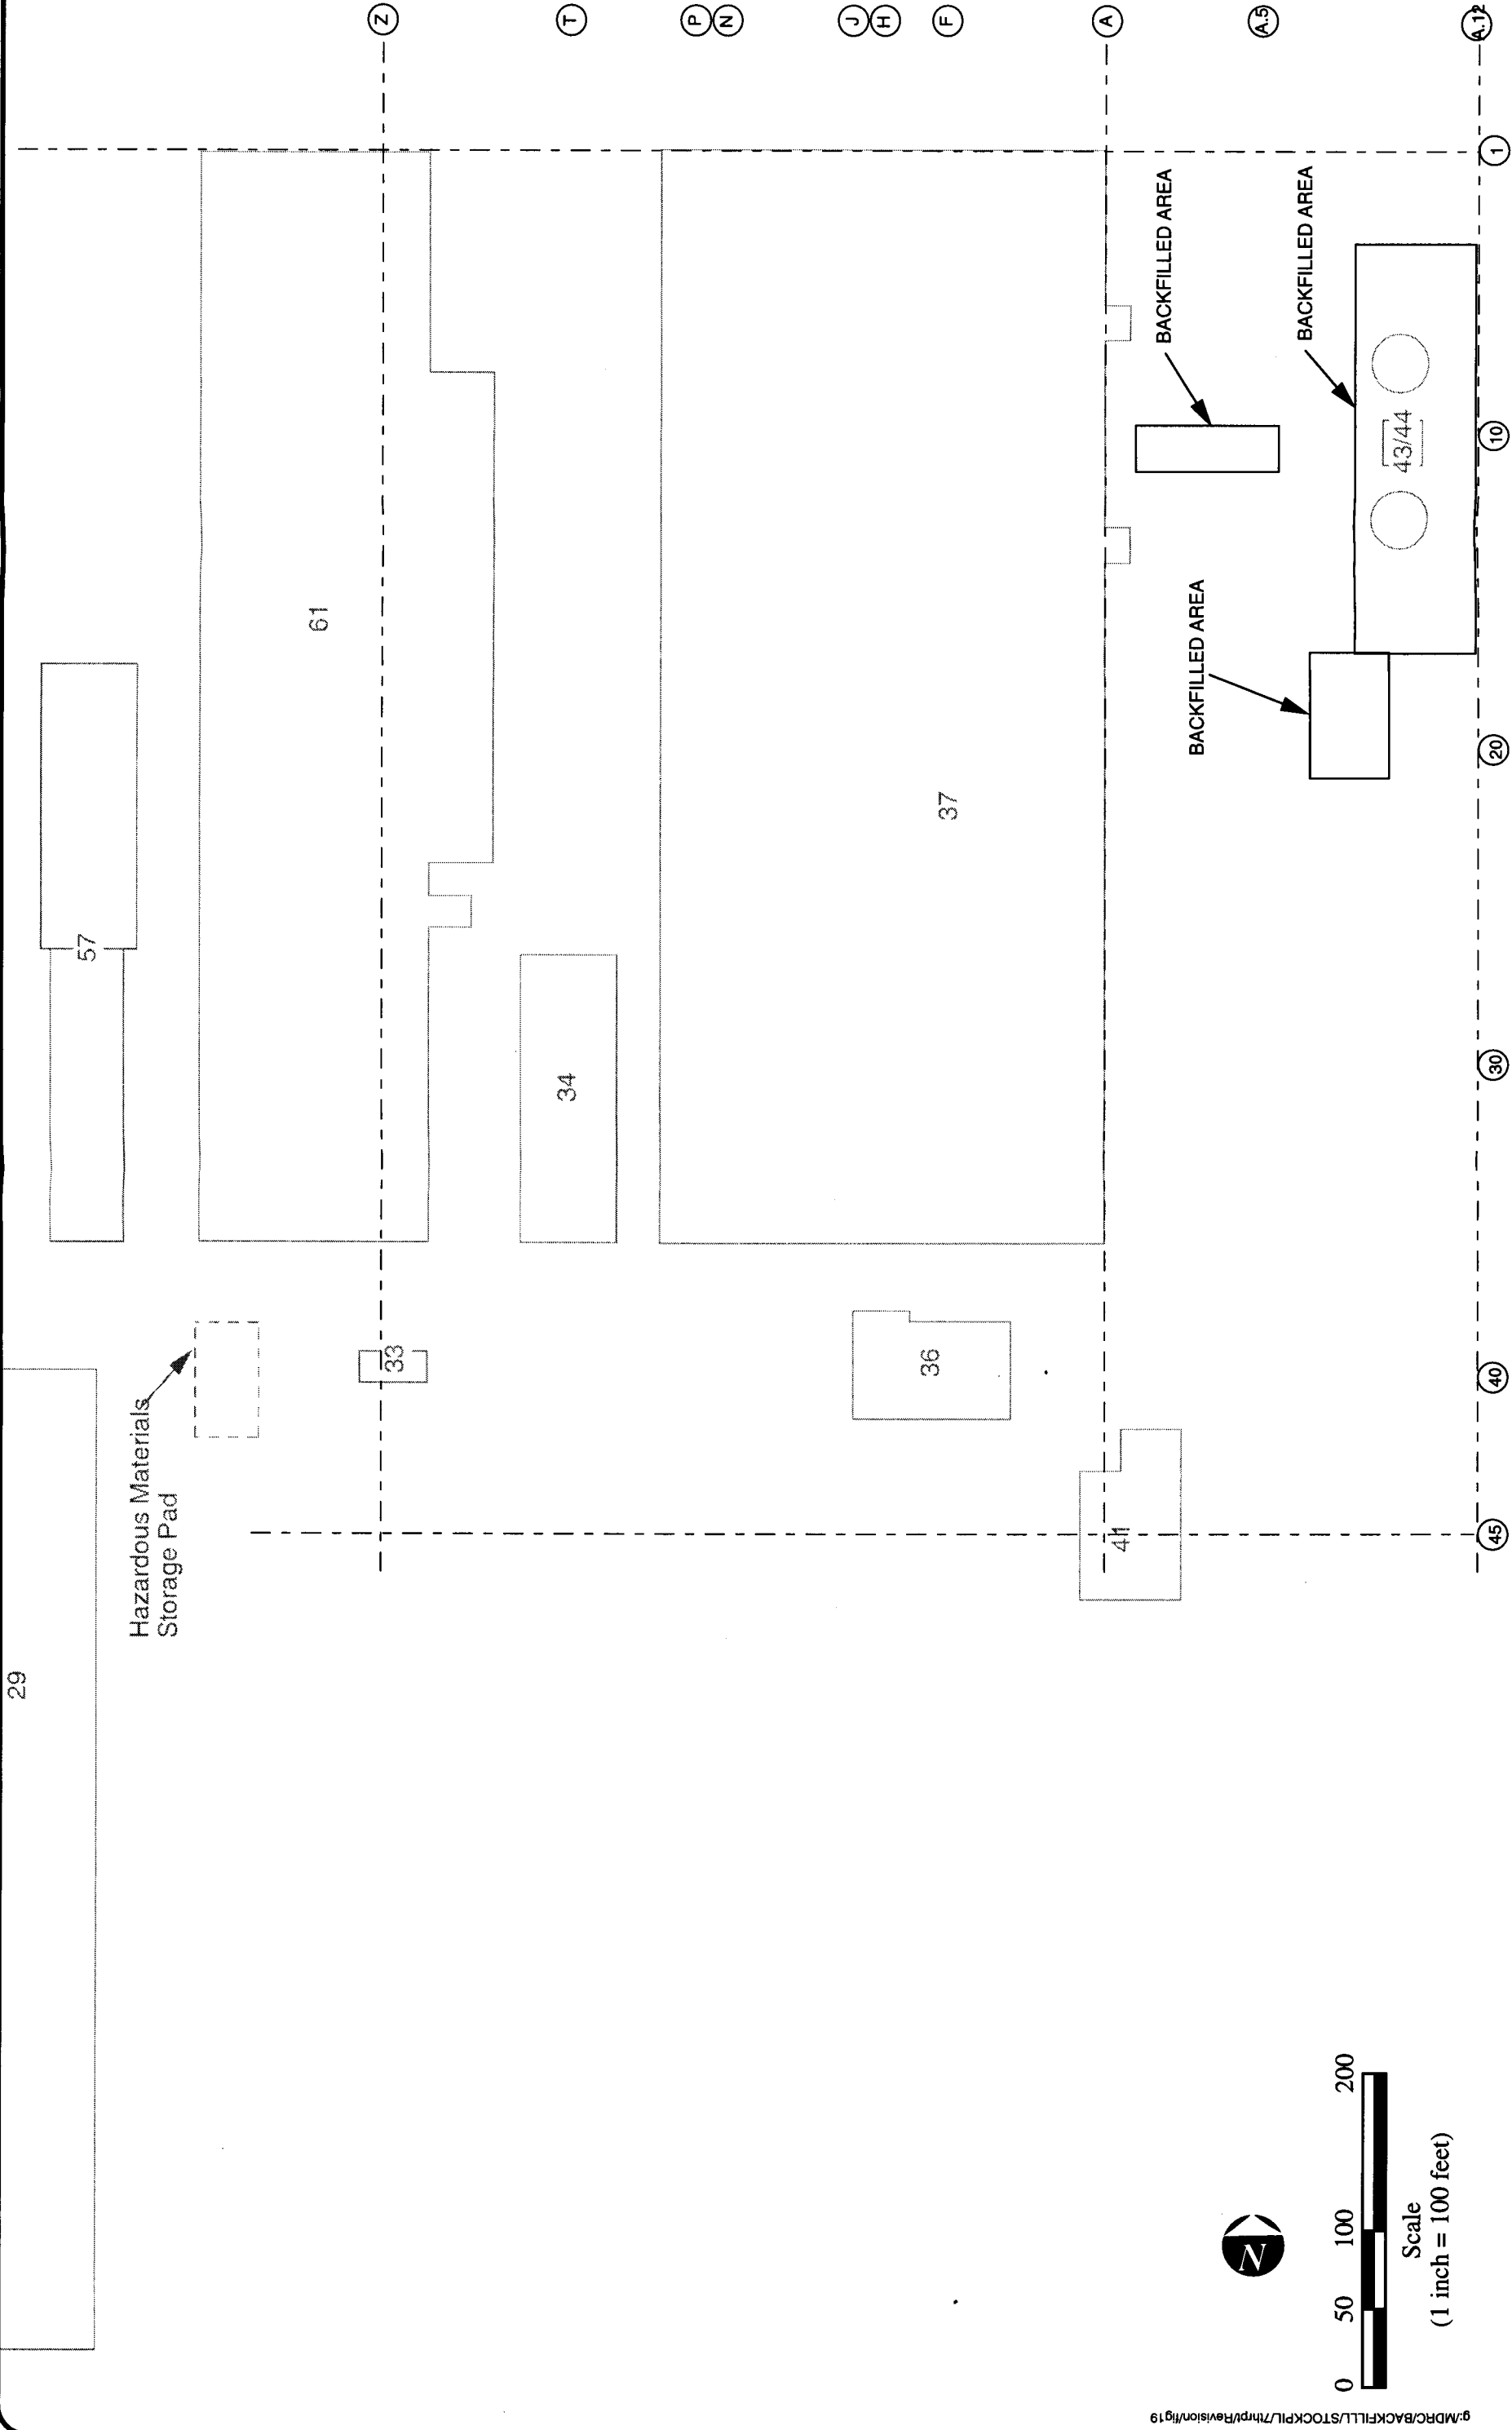 29
Hazardous Materials
Storage Pad
57
61
Z
33
34
T
P
N
37
J
H
36
F
A
41
BACKFILLED AREA
BACKFILLED AREA
A.5
BACKFILLED AREA
43/44
A.12
45
40
30
20
10
1
N
0 50 100 200
Scale
(1 inch = 100 feet)
g:/MDRC/BACKFILLL/STOCKPIL/7thrpt/Revision/fig19